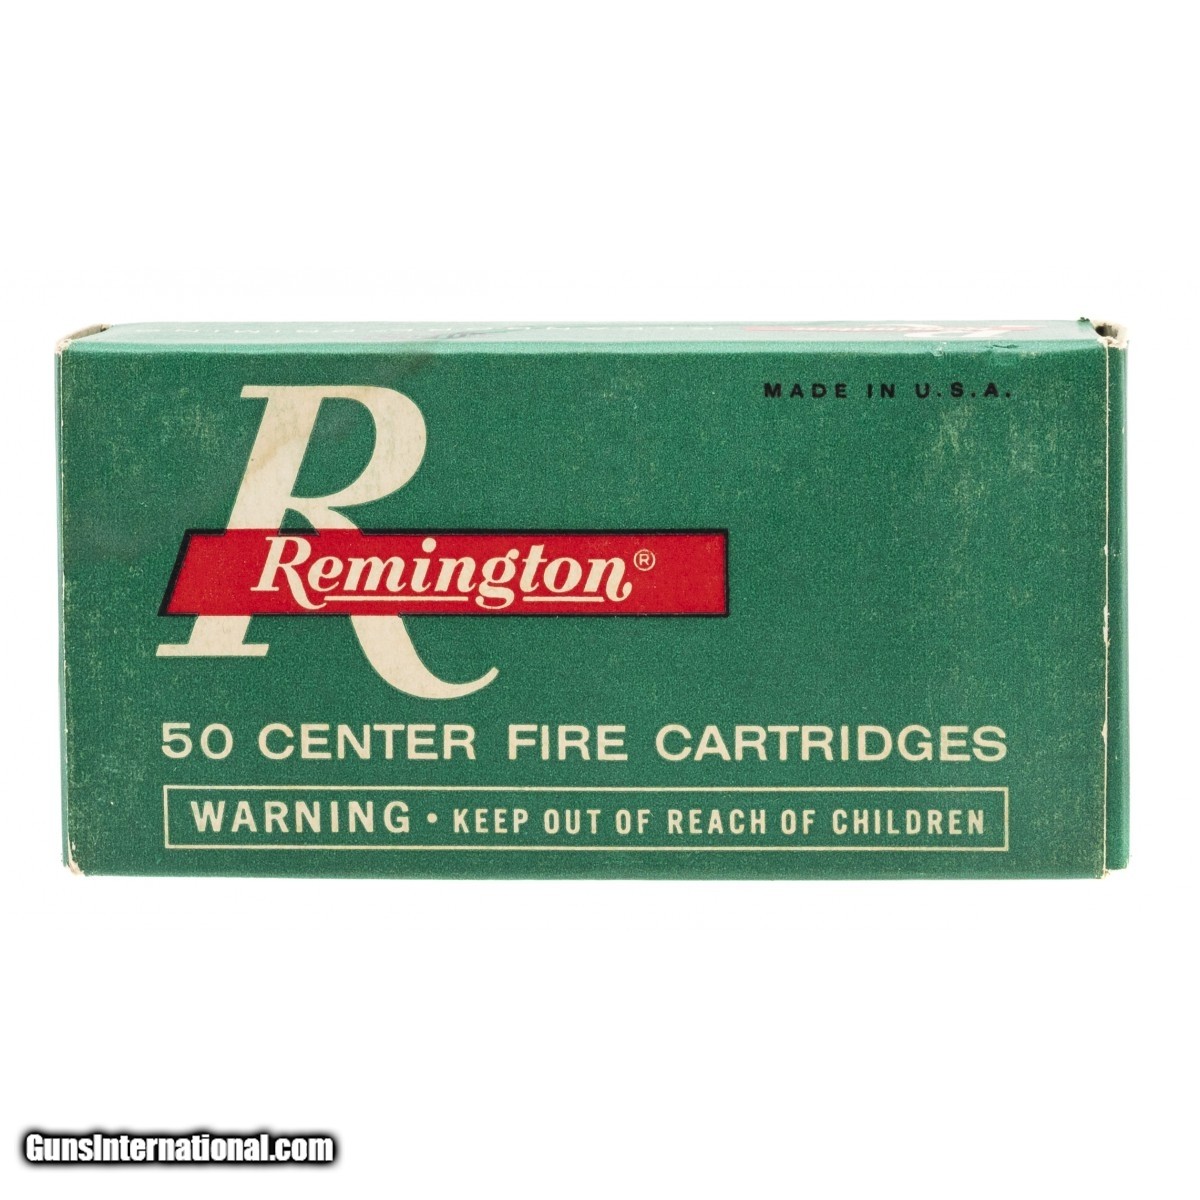 MADE IN U.S.A.
R
Remington®
50 CENTER FIRE CARTRIDGES
WARNING • KEEP OUT OF REACH OF CHILDREN
GunsInternational.com